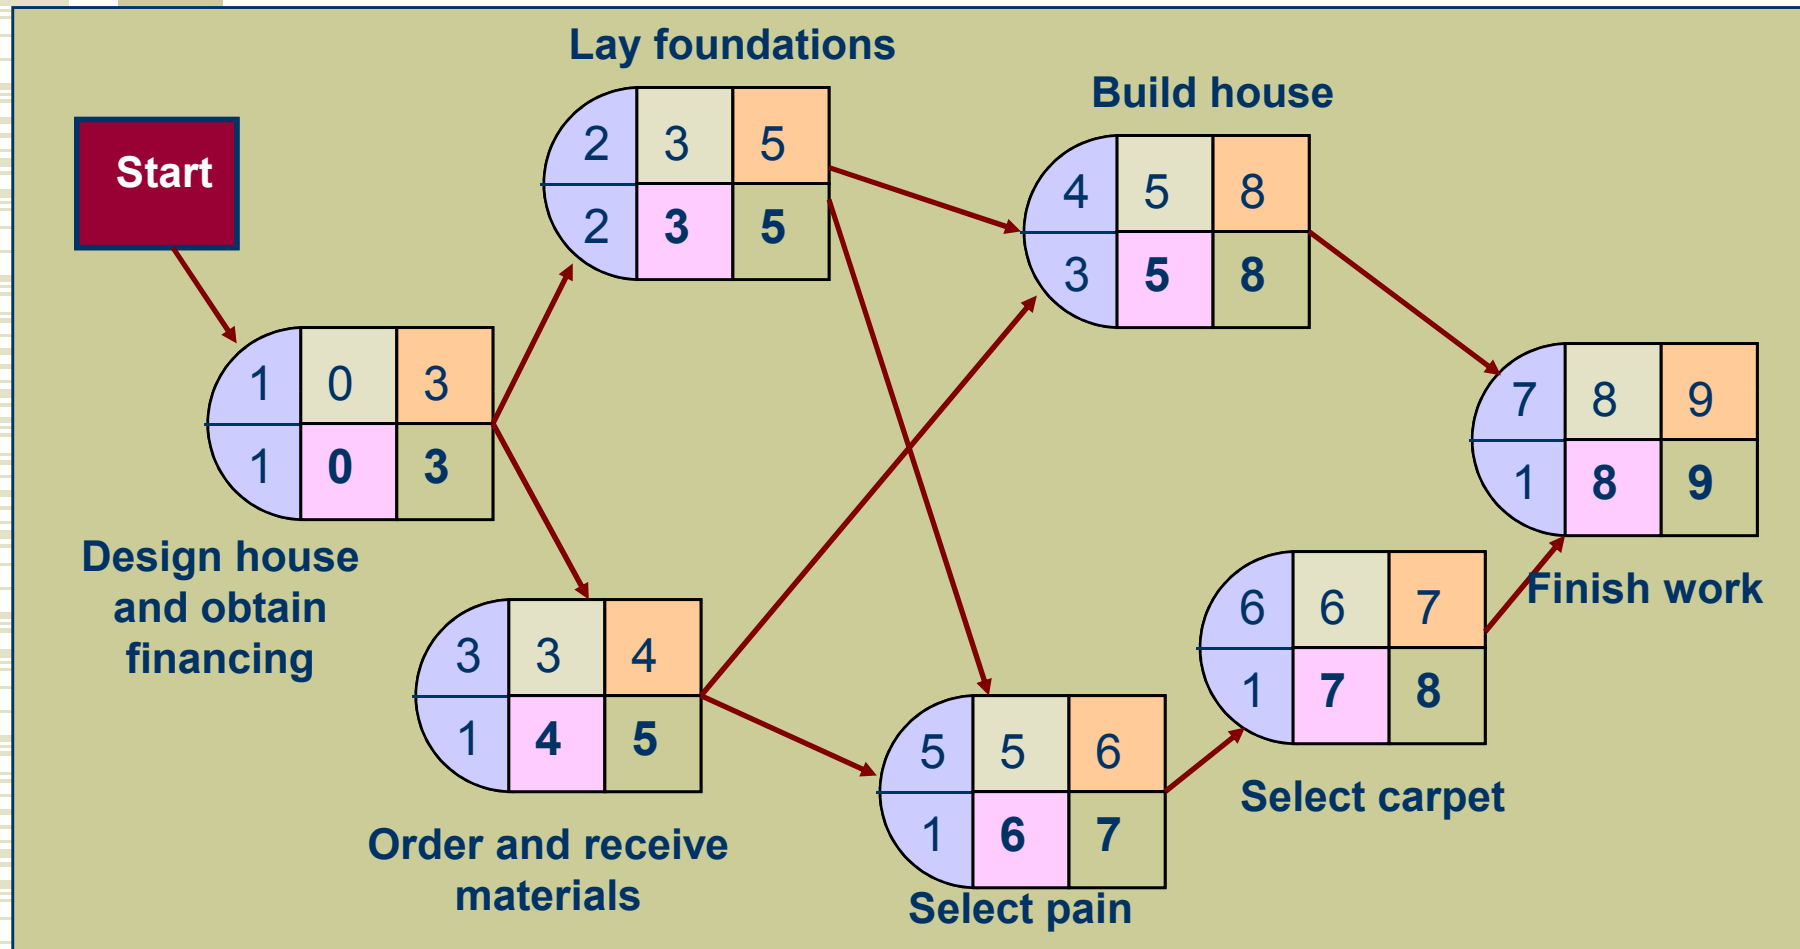 Lay foundations
Build house
Start
2 3 5
2 3 5
4 5 8
3 5 8
1 0 3
1 0 3
7 8 9
1 8 9
Design house
and obtain
financing
3 3 4
1 4 5
6 6 7
1 7 8
Finish work
5 5 6
1 6 7
Select carpet
Order and receive
materials
Select pain